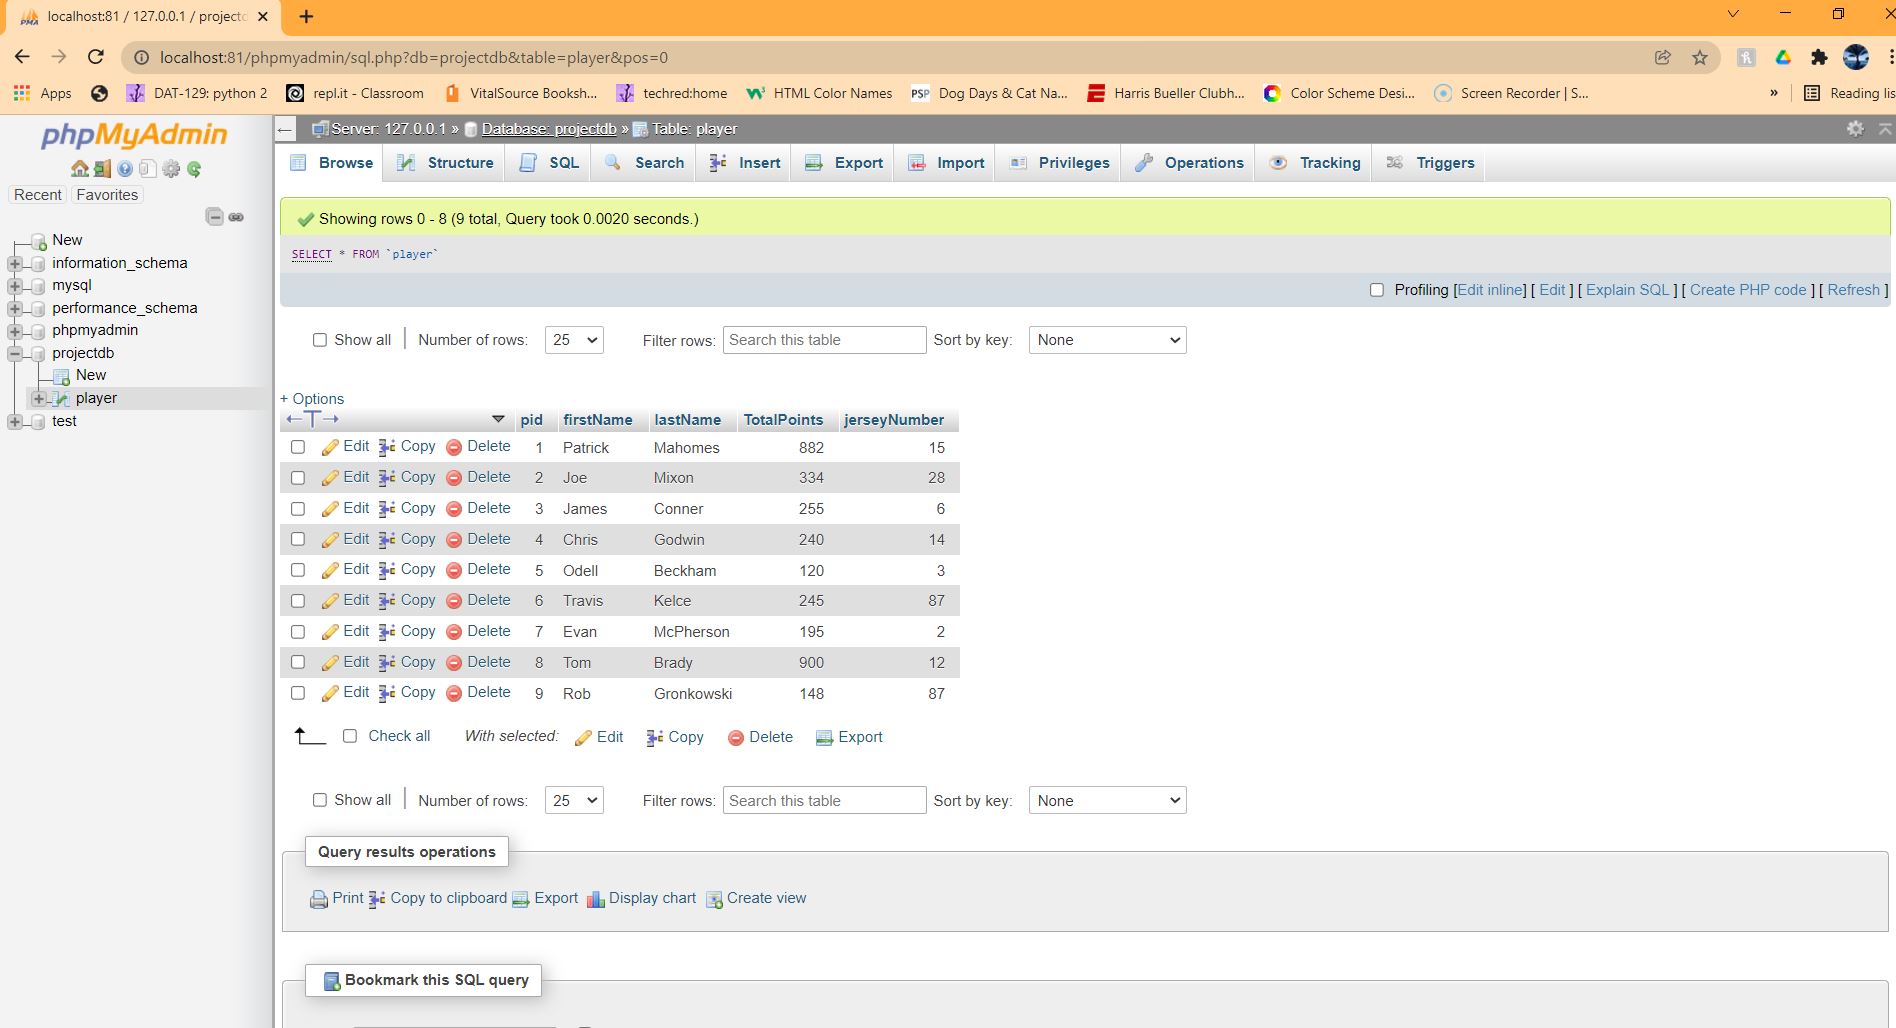 localhost:81 / 127.0.0.1 / projectd
localhost:81/phpmyadmin/sql.php?db=projectdb&table=player&pos=0
Apps DAT-129: python 2 repl.it - Classroom VitalSource Booksh... techred:home HTML Color Names PSP Dog Days & Cat Na... Harris Bueller Clubh... Color Scheme Desi... Screen Recorder | S... » Reading lis
phpMyAdmin
Recent Favorites
New
information_schema
mysql
performance_schema
phpmyadmin
projectdb
New
player
test
Server: 127.0.0.1 » Database: projectdb » Table: player
Browse Structure SQL Search Insert Export Import Privileges Operations Tracking Triggers
Showing rows 0 - 8 (9 total, Query took 0.0020 seconds.)
SELECT * FROM `player`
Profiling [Edit inline] [ Edit ] [ Explain SQL ] [ Create PHP code ] [ Refresh ]
Show all Number of rows: 25 Filter rows: Search this table Sort by key: None
+ Options
pid firstName lastName TotalPoints jerseyNumber
Edit Copy Delete 1 Patrick Mahomes 882 15
Edit Copy Delete 2 Joe Mixon 334 28
Edit Copy Delete 3 James Conner 255 6
Edit Copy Delete 4 Chris Godwin 240 14
Edit Copy Delete 5 Odell Beckham 120 3
Edit Copy Delete 6 Travis Kelce 245 87
Edit Copy Delete 7 Evan McPherson 195 2
Edit Copy Delete 8 Tom Brady 900 12
Edit Copy Delete 9 Rob Gronkowski 148 87
Check all With selected: Edit Copy Delete Export
Show all Number of rows: 25 Filter rows: Search this table Sort by key: None
Query results operations
Print Copy to clipboard Export Display chart Create view
Bookmark this SQL query